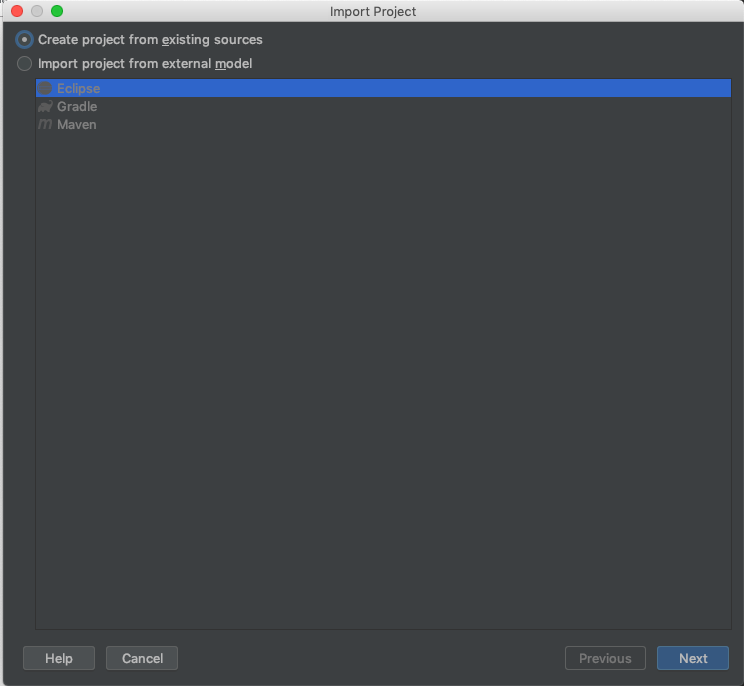 Import Project
Create project from existing sources
Import project from external model
Eclipse
Gradle
Maven
Help Cancel Previous Next